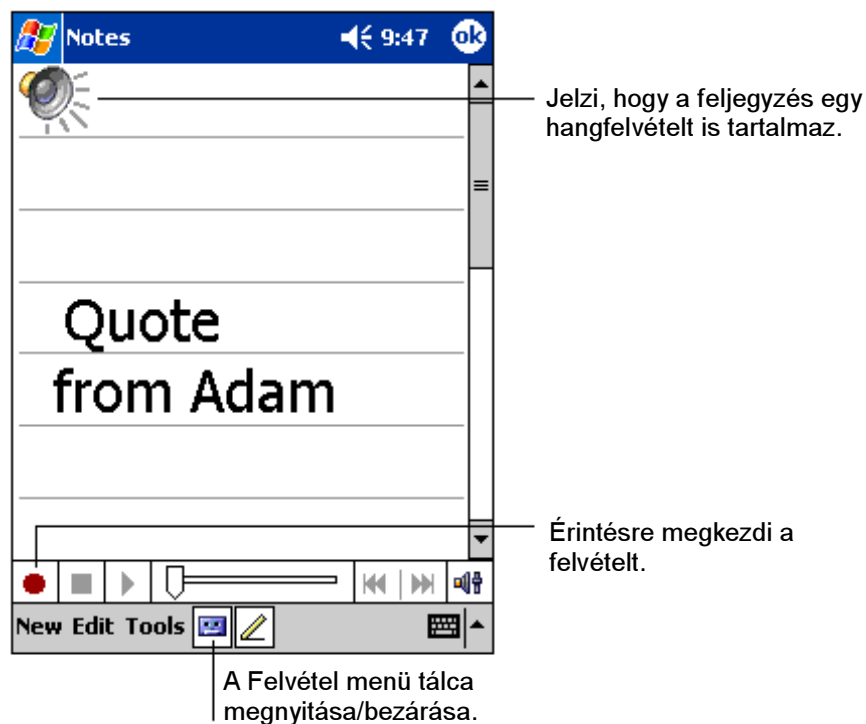 Notes 9:47 ok
Jelzi, hogy a feljegyzés egy
hangfelvételt is tartalmaz.
Quote
from Adam
Érintésre megkezdi a
felvételt.
New Edit Tools
A Felvétel menü tálca
megnyitása/bezárása.